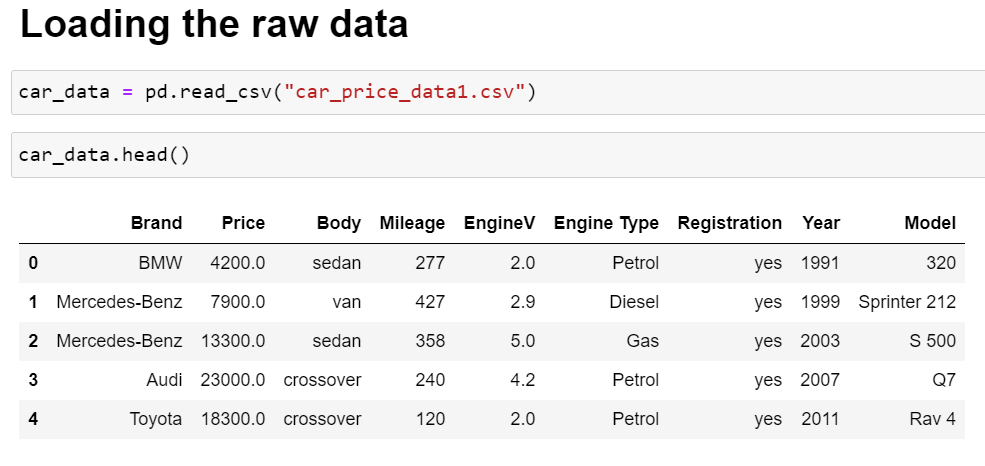 Loading the raw data
car_data = pd.read_csv("car_price_data1.csv")
car_data.head()
Brand Price Body Mileage EngineV Engine Type Registration Year Model
0 BMW 4200.0 sedan 277 2.0 Petrol yes 1991 320
1 Mercedes-Benz 7900.0 van 427 2.9 Diesel yes 1999 Sprinter 212
2 Mercedes-Benz 13300.0 sedan 358 5.0 Gas yes 2003 S 500
3 Audi 23000.0 crossover 240 4.2 Petrol yes 2007 Q7
4 Toyota 18300.0 crossover 120 2.0 Petrol yes 2011 Rav 4